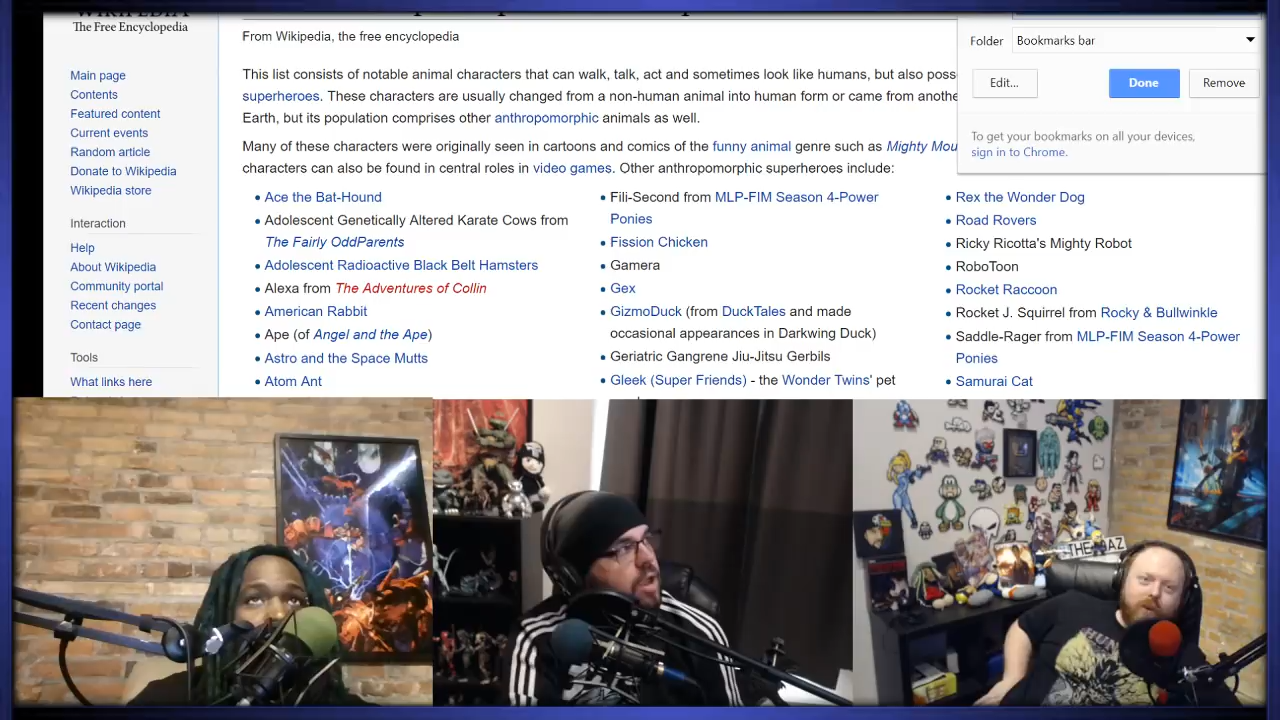 The Free Encyclopedia
Main page
Contents
Featured content
Current events
Random article
Donate to Wikipedia
Wikipedia store
Interaction
Help
About Wikipedia
Community portal
Recent changes
Contact page
Tools
What links here
From Wikipedia, the free encyclopedia
This list consists of notable animal characters that can walk, talk, act and sometimes look like humans, but also poss
superheroes. These characters are usually changed from a non-human animal into human form or came from anothe
Earth, but its population comprises other anthropomorphic animals as well.
Many of these characters were originally seen in cartoons and comics of the funny animal genre such as Mighty Mou
characters can also be found in central roles in video games. Other anthropomorphic superheroes include:
Ace the Bat-Hound
Adolescent Genetically Altered Karate Cows from
The Fairly OddParents
Adolescent Radioactive Black Belt Hamsters
Alexa from The Adventures of Collin
American Rabbit
Ape (of Angel and the Ape)
Astro and the Space Mutts
Atom Ant
Fili-Second from MLP-FIM Season 4-Power
Ponies
Fission Chicken
Gamera
Gex
GizmoDuck (from DuckTales and made
occasional appearances in Darkwing Duck)
Geriatric Gangrene Jiu-Jitsu Gerbils
Gleek (Super Friends) - the Wonder Twins' pet
Rex the Wonder Dog
Road Rovers
Ricky Ricotta's Mighty Robot
RoboToon
Rocket Raccoon
Rocket J. Squirrel from Rocky & Bullwinkle
Saddle-Rager from MLP-FIM Season 4-Power
Ponies
Samurai Cat
Folder Bookmarks bar
Edit... Done Remove
To get your bookmarks on all your devices,
sign in to Chrome.